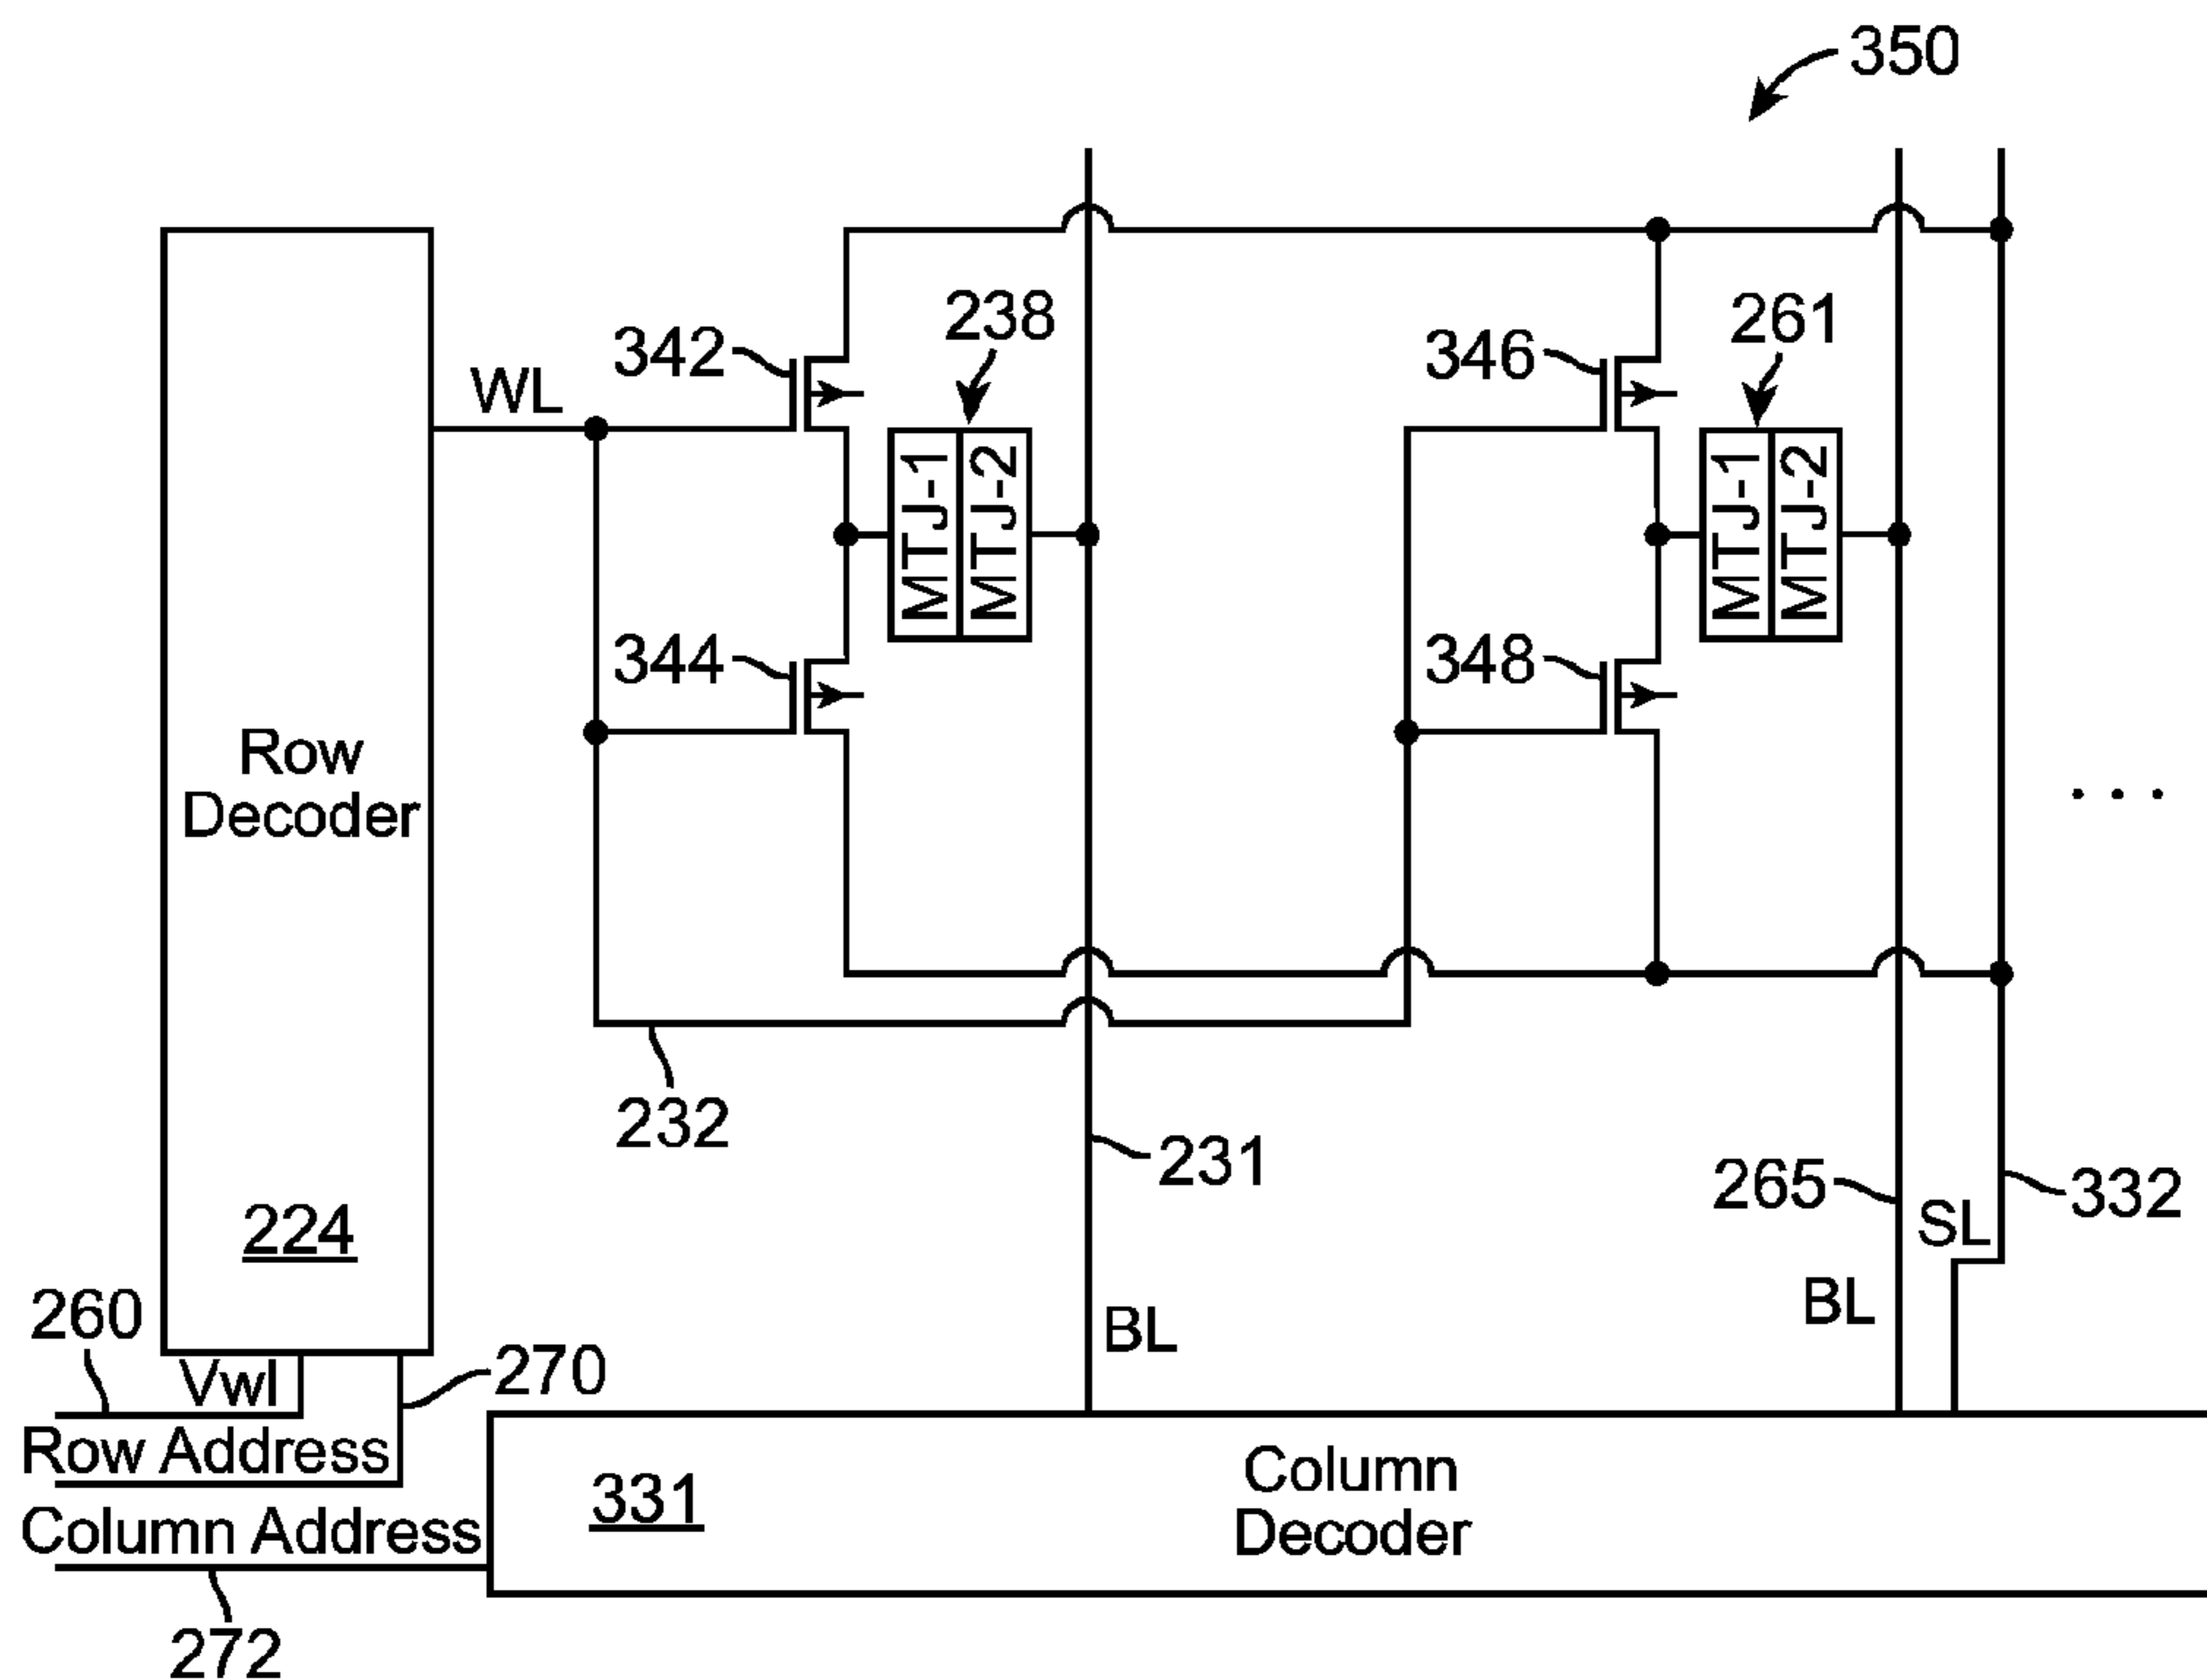 350
238
261
342
346
WL
MTJ-1
MTJ-2
MTJ-1
MTJ-2
344
348
Row
Decoder
. . .
232
231
265
332
224
SL
260
BL
BL
270
Vwl
Row Address
Column Address
331
Column
Decoder
272